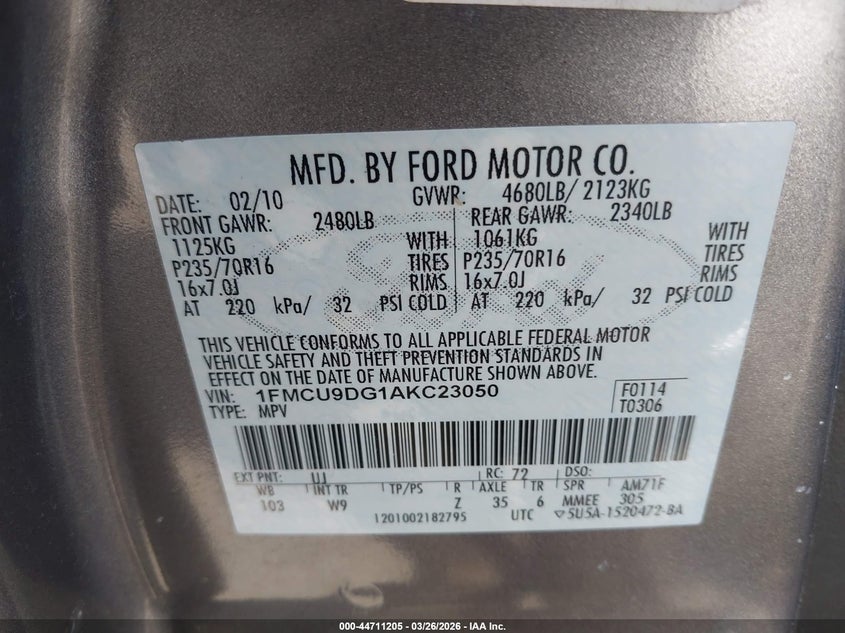 MFD. BY FORD MOTOR CO.
DATE: 02/10 GVWR: 4680LB/ 2123KG
FRONT GAWR: 2480LB REAR GAWR: 2340LB
1125KG WITH 1061KG WITH
P235/70R16 TIRES P235/70R16 TIRES
16x7.0J RIMS 16x7.0J RIMS
AT 220 kPa/ 32 PSI COLD AT 220 kPa/ 32 PSI COLD
THIS VEHICLE CONFORMS TO ALL APPLICABLE FEDERAL MOTOR
VEHICLE SAFETY AND THEFT PREVENTION STANDARDS IN
EFFECT ON THE DATE OF MANUFACTURE SHOWN ABOVE.
VIN: 1FMCU9DG1AKC23050 F0114
TYPE: MPV T0306
EXT PNT: UJ RC: 72 DSO:
WB INT TR TP/PS R AXLE TR SPR AM71F
103 W9 Z 35 6 MMEE 305
1201002182795 UTC ▽5U5A-1520472-BA
000-44711205 - 03/26/2026 - IAA Inc.